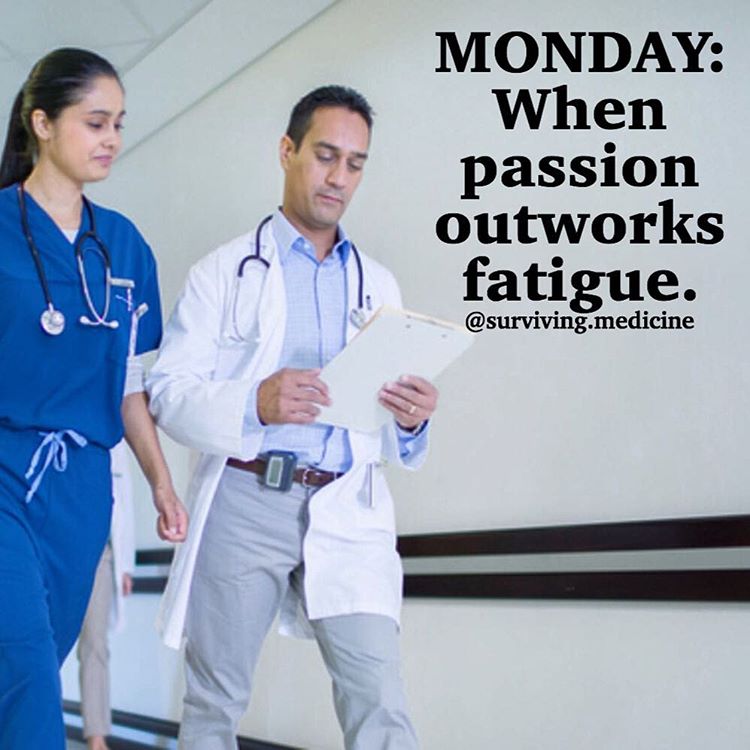 MONDAY:
When
passion
outworks
fatigue.
@surviving.medicine